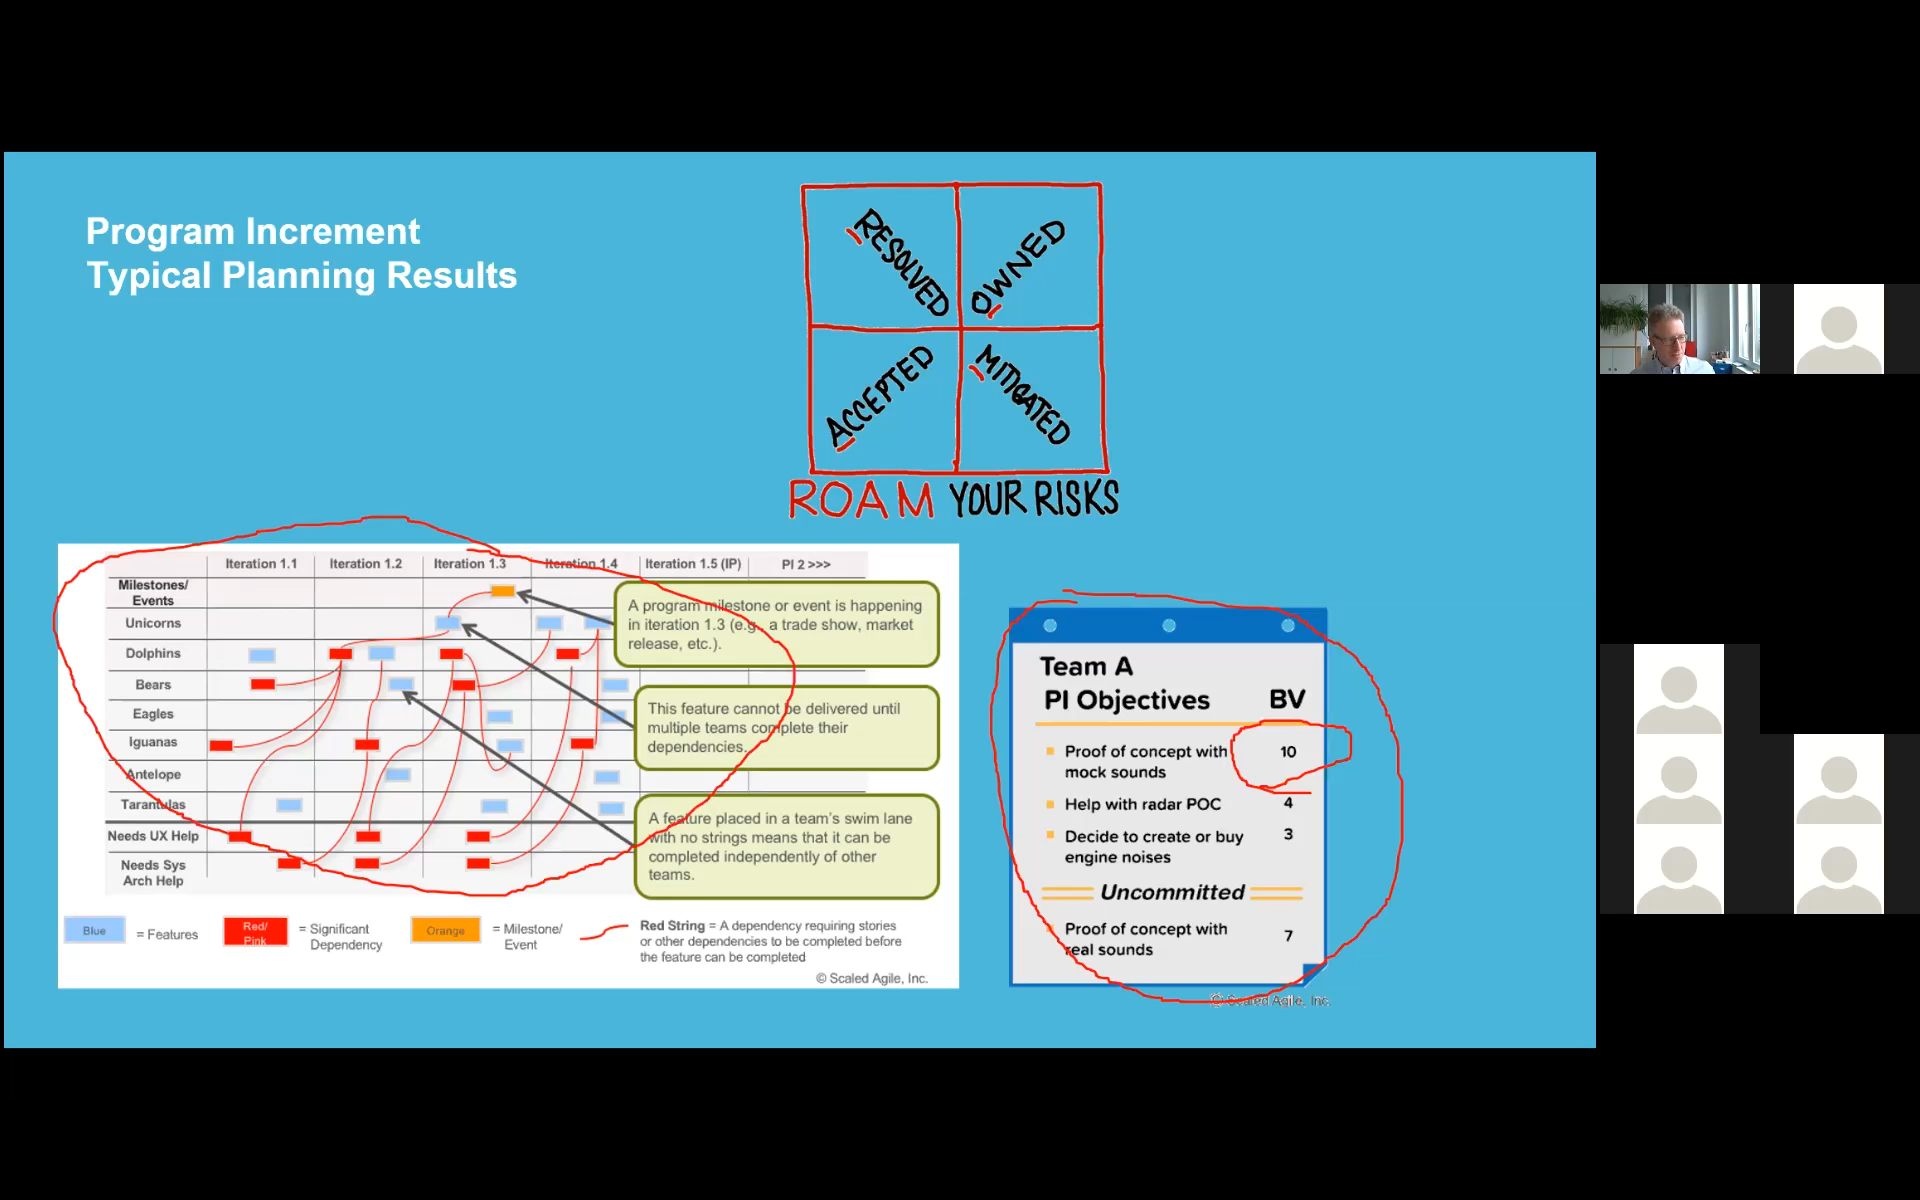 Program Increment
Typical Planning Results
RESOLVED
OWNED
ACCEPTED
MITIGATED
ROAM YOUR RISKS
Iteration 1.1
Iteration 1.2
Iteration 1.3
Iteration 1.4
Iteration 1.5 (IP)
PI 2 >>>
Milestones/
Events
Unicorns
Dolphins
Bears
Eagles
Iguanas
Antelope
Tarantulas
Needs UX Help
Needs Sys
Arch Help
A program milestone or event is happening
in iteration 1.3 (e.g., a trade show, market
release, etc.).
This feature cannot be delivered until
multiple teams complete their
dependencies.
A feature placed in a team's swim lane
with no strings means that it can be
completed independently of other
teams.
Blue
= Features
Red/
Pink
= Significant
Dependency
Orange
= Milestone/
Event
Red String = A dependency requiring stories
or other dependencies to be completed before
the feature can be completed
© Scaled Agile, Inc.
Team A
PI Objectives BV
Proof of concept with 10
mock sounds
Help with radar POC 4
Decide to create or buy 3
engine noises
Uncommitted
Proof of concept with 7
real sounds
© Scaled Agile, Inc.